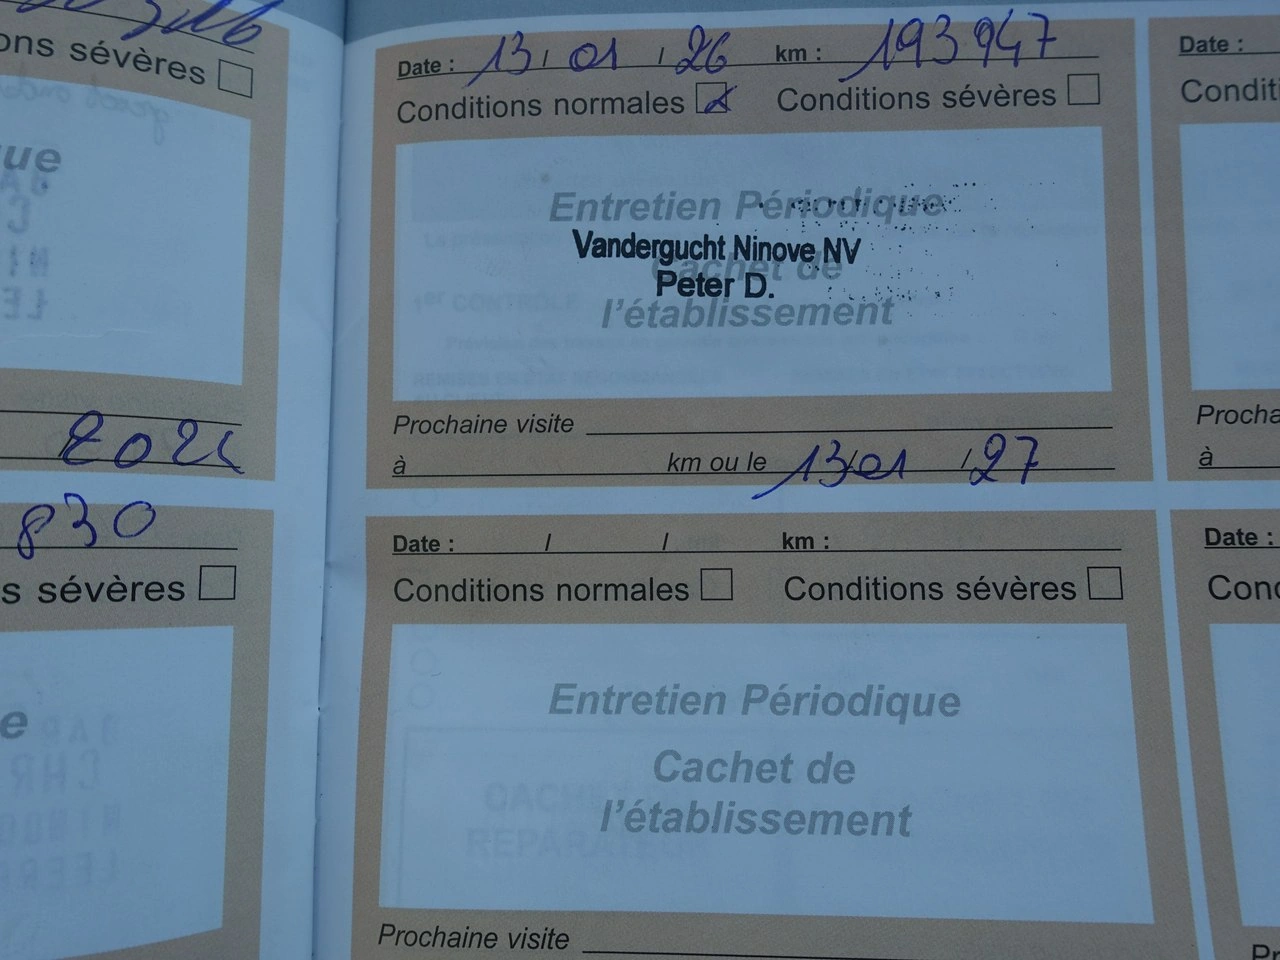 ons sévères
ue
2024
830
s sévères
e
Date : 13 / 01 / 26 km : 193947
Conditions normales Conditions sévères
Entretien Périodique
Vandergucht Ninove NV
Cachet de
Peter D.
l'établissement
Prochaine visite
à km ou le 13/01 /27
Date : / / km :
Conditions normales Conditions sévères
Entretien Périodique
Cachet de
l'établissement
Prochaine visite
Date :
Condit
Procha
à
Date :
Cond
Pr